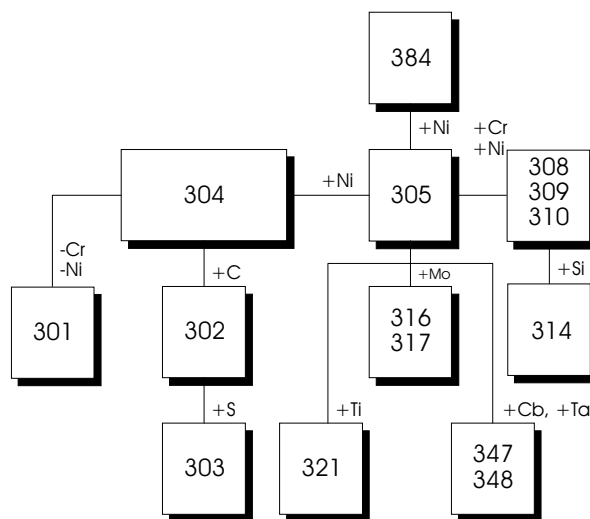 384
+Ni
+Cr
+Ni
304
+Ni
305
308
309
310
-Cr
-Ni
+C
+Mo
+Si
301
302
316
317
314
+S
+Ti
+Cb, +Ta
303
321
347
348